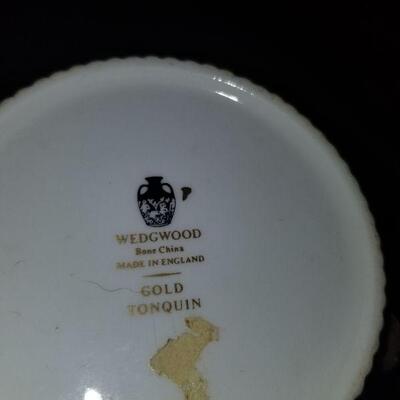 WEDGWOOD
Bone China
MADE IN ENGLAND
GOLD
TONQUIN